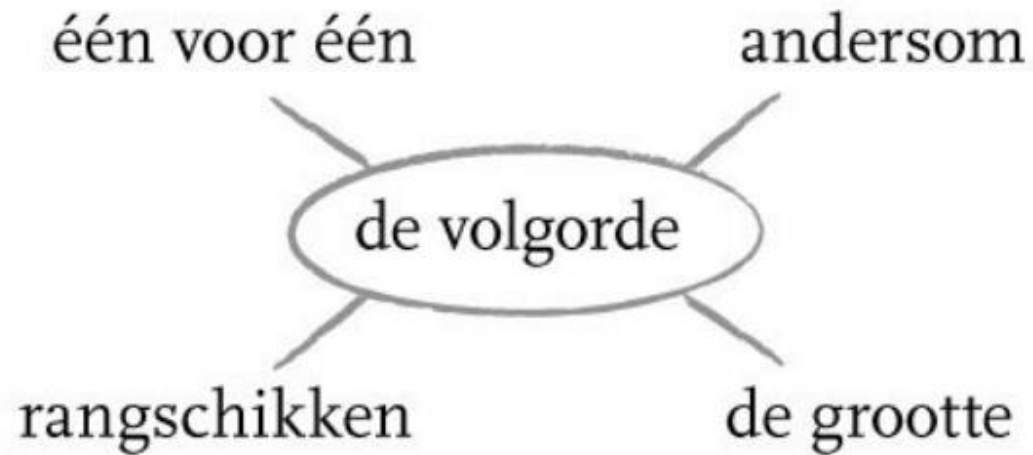 één voor één
andersom
de volgorde
rangschikken
de grootte